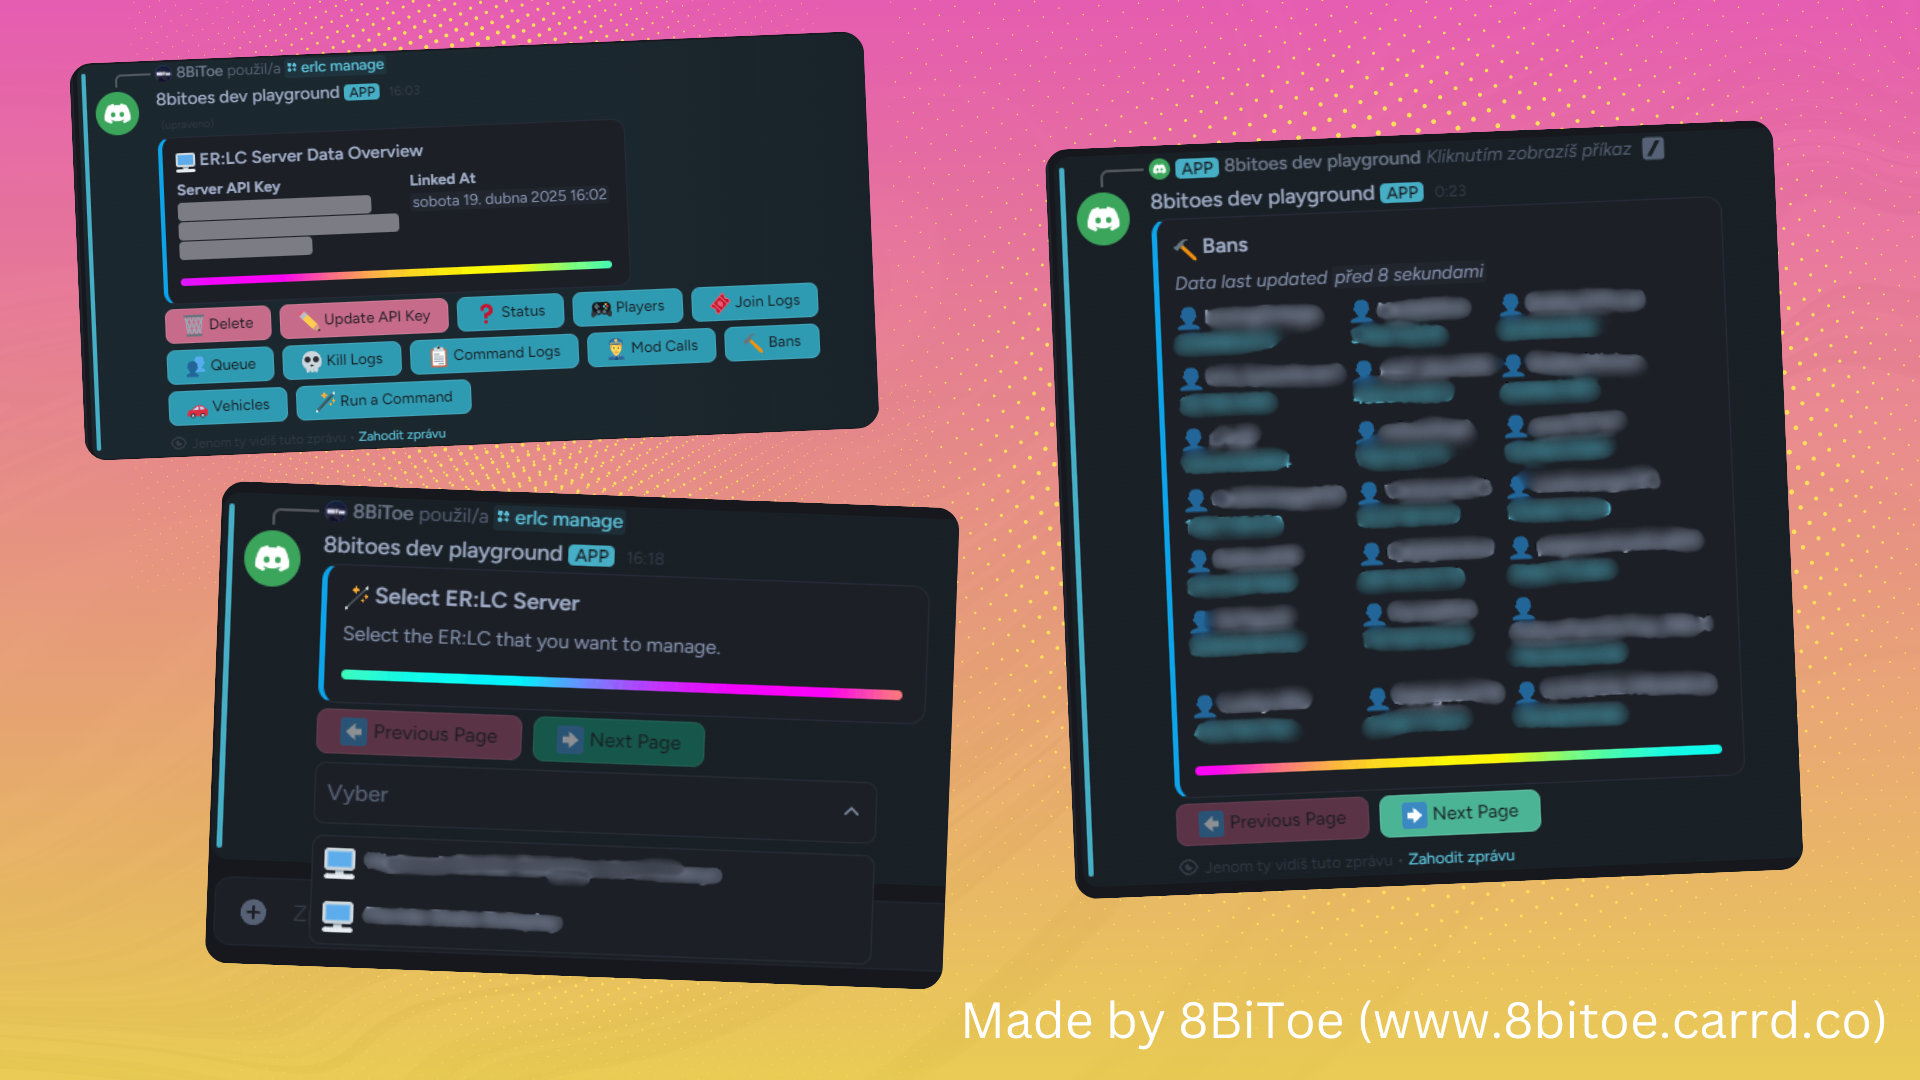 8BiToe použil/a erlc manage
8bitoes dev playground APP 16:03
(upraveno)
ER:LC Server Data Overview
Server API Key
Linked At
sobota 19. dubna 2025 16:02
Delete
Update API Key
Status
Players
Join Logs
Queue
Kill Logs
Command Logs
Mod Calls
Bans
Vehicles
Run a Command
Jenom ty vidíš tuto zprávu • Zahodit zprávu
8BiToe použil/a erlc manage
8bitoes dev playground APP 16:18
Select ER:LC Server
Select the ER:LC that you want to manage.
Previous Page
Next Page
Vyber
Z
APP 8bitoes dev playground Kliknutím zobrazíš příkaz
8bitoes dev playground APP 0:23
Bans
Data last updated před 8 sekundami
Previous Page
Next Page
Jenom ty vidíš tuto zprávu • Zahodit zprávu
Made by 8BiToe (www.8bitoe.carrd.co)